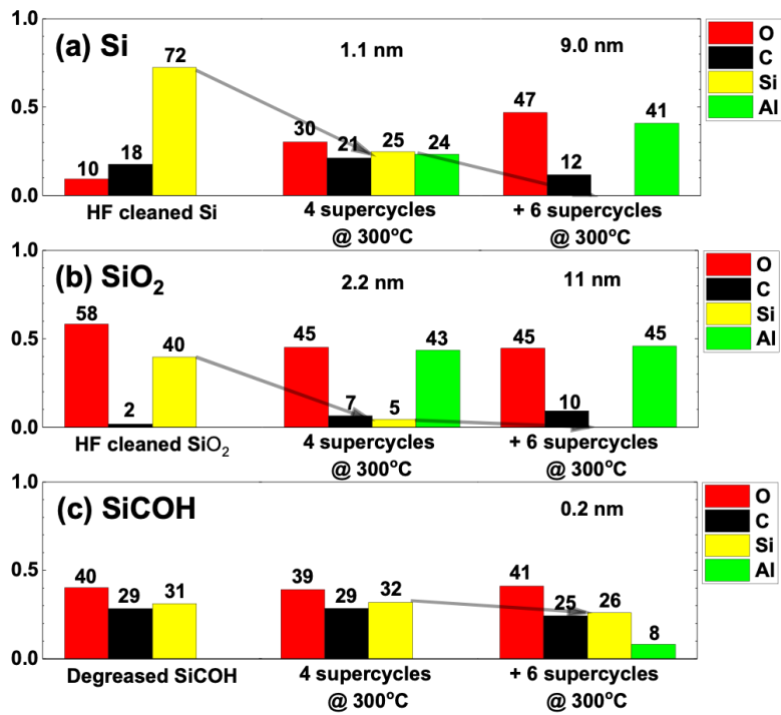 1.0
(a) Si
1.1 nm
9.0 nm
O
C
Si
Al
0.5
0.0
10
18
72
30
21
25
24
47
12
41
HF cleaned Si
4 supercycles
@ 300°C
+ 6 supercycles
@ 300°C
1.0
(b) SiO₂
2.2 nm
11 nm
O
C
Si
Al
0.5
0.0
58
2
40
45
7
5
43
45
10
45
HF cleaned SiO₂
4 supercycles
@ 300°C
+ 6 supercycles
@ 300°C
1.0
(c) SiCOH
0.2 nm
O
C
Si
Al
0.5
0.0
40
29
31
39
29
32
41
25
26
8
Degreased SiCOH
4 supercycles
@ 300°C
+ 6 supercycles
@ 300°C